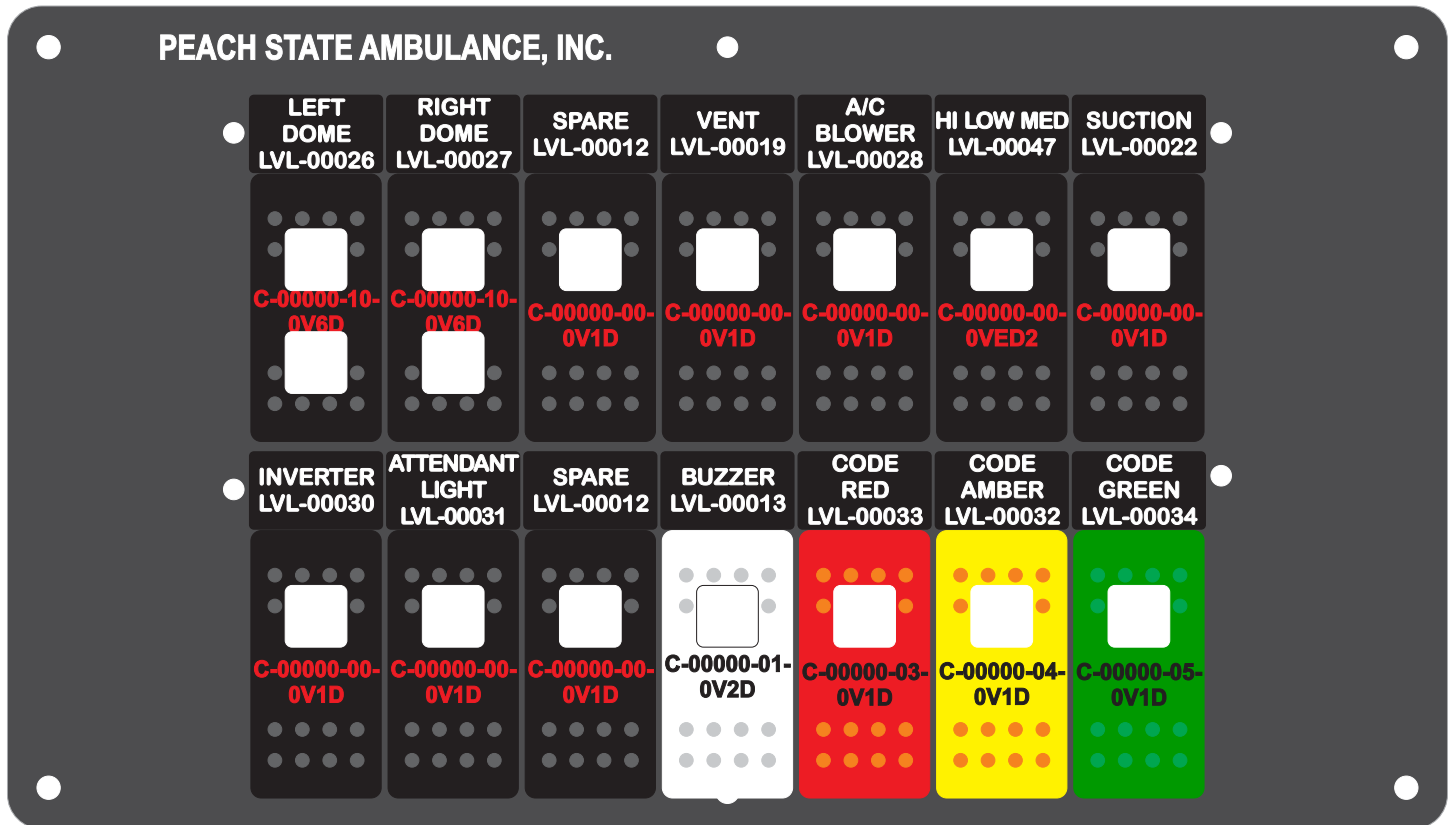 PEACH STATE AMBULANCE, INC.
LEFT
DOME
LVL-00026
RIGHT
DOME
LVL-00027
SPARE
LVL-00012
VENT
LVL-00019
A/C
BLOWER
LVL-00028
HI LOW MED
LVL-00047
SUCTION
LVL-00022
C-00000-10-
0V6D
C-00000-10-
0V6D
C-00000-00-
0V1D
C-00000-00-
0V1D
C-00000-00-
0V1D
C-00000-00-
0VED2
C-00000-00-
0V1D
INVERTER
LVL-00030
ATTENDANT
LIGHT
LVL-00031
SPARE
LVL-00012
BUZZER
LVL-00013
CODE
RED
LVL-00033
CODE
AMBER
LVL-00032
CODE
GREEN
LVL-00034
C-00000-00-
0V1D
C-00000-00-
0V1D
C-00000-00-
0V1D
C-00000-01-
0V2D
C-00000-03-
0V1D
C-00000-04-
0V1D
C-00000-05-
0V1D